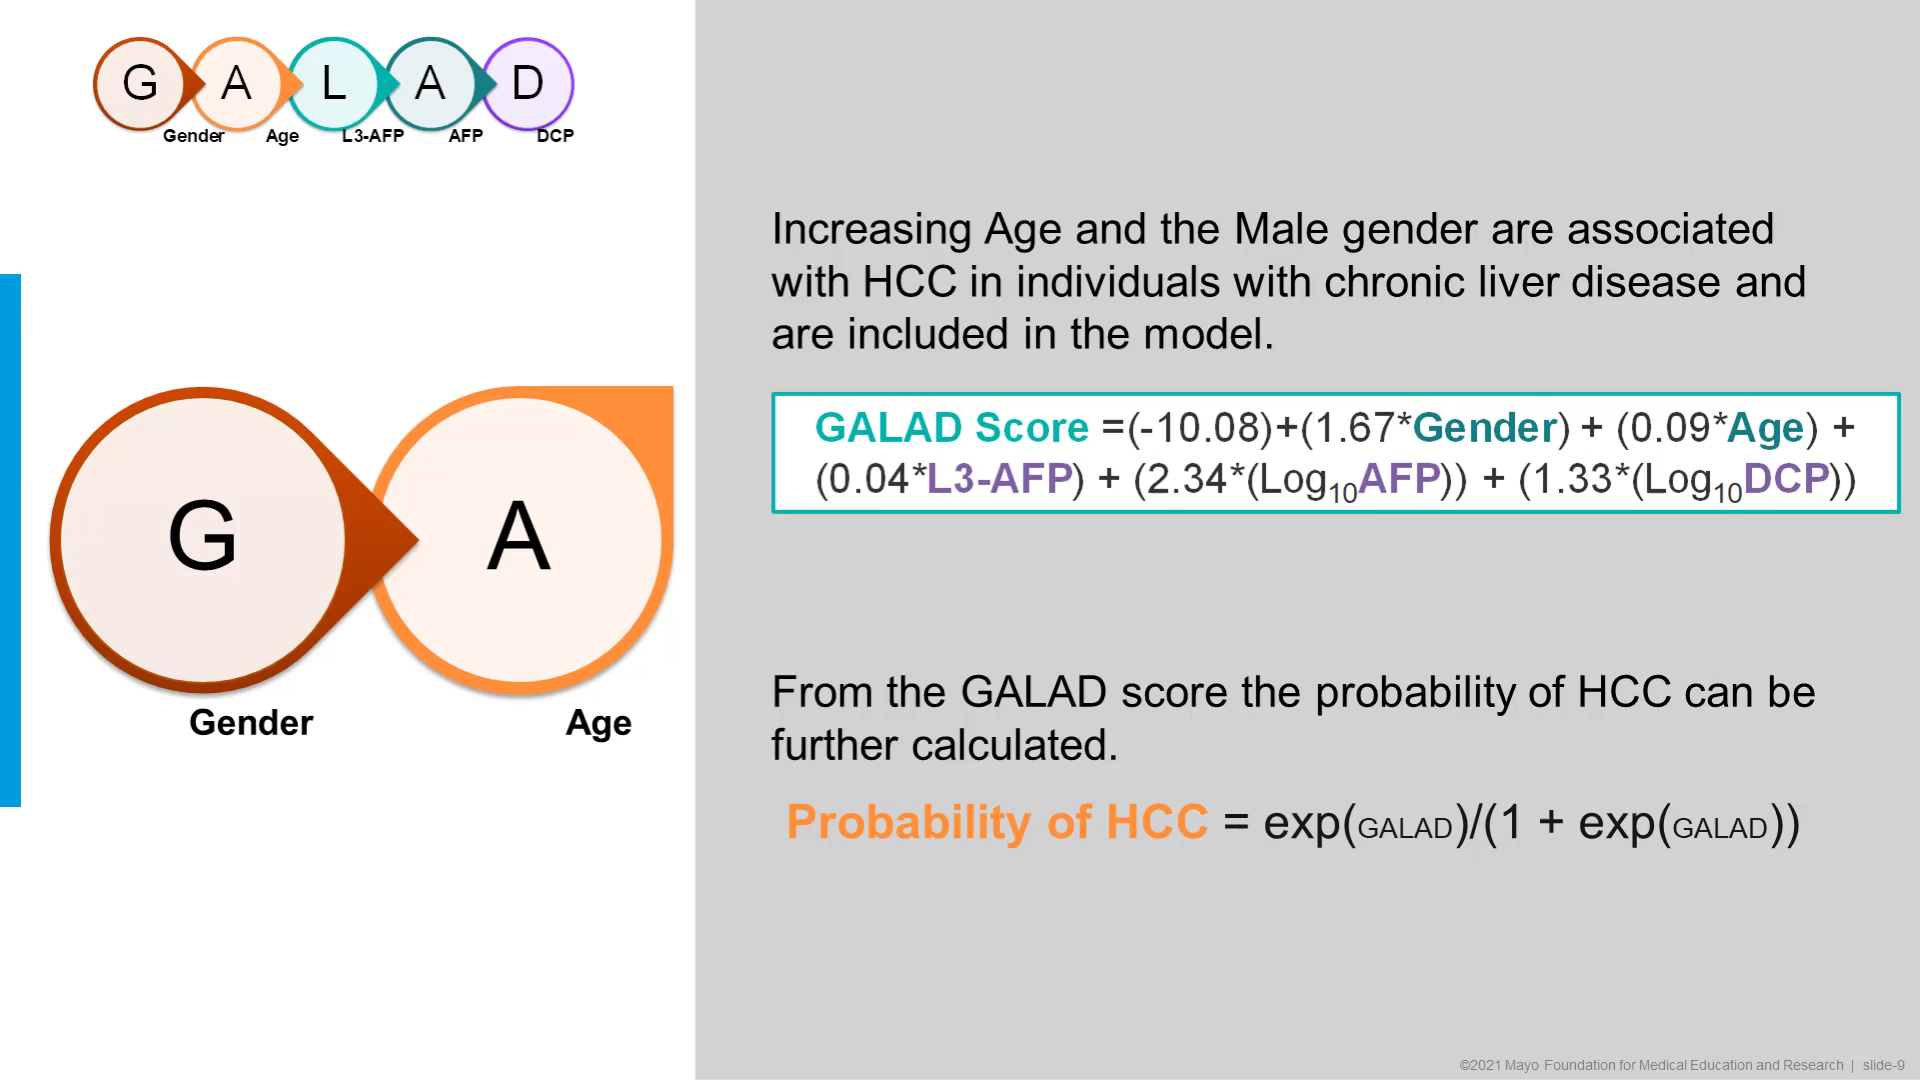 G A L A D
Gender Age L3-AFP AFP DCP
Increasing Age and the Male gender are associated
with HCC in individuals with chronic liver disease and
are included in the model.
GALAD Score =(-10.08)+(1.67*Gender) + (0.09*Age) +
(0.04*L3-AFP) + (2.34*(Log10AFP)) + (1.33*(Log10DCP))
G A
Gender Age
From the GALAD score the probability of HCC can be
further calculated.
Probability of HCC = exp(GALAD)/(1 + exp(GALAD))
©2021 Mayo Foundation for Medical Education and Research | slide-9